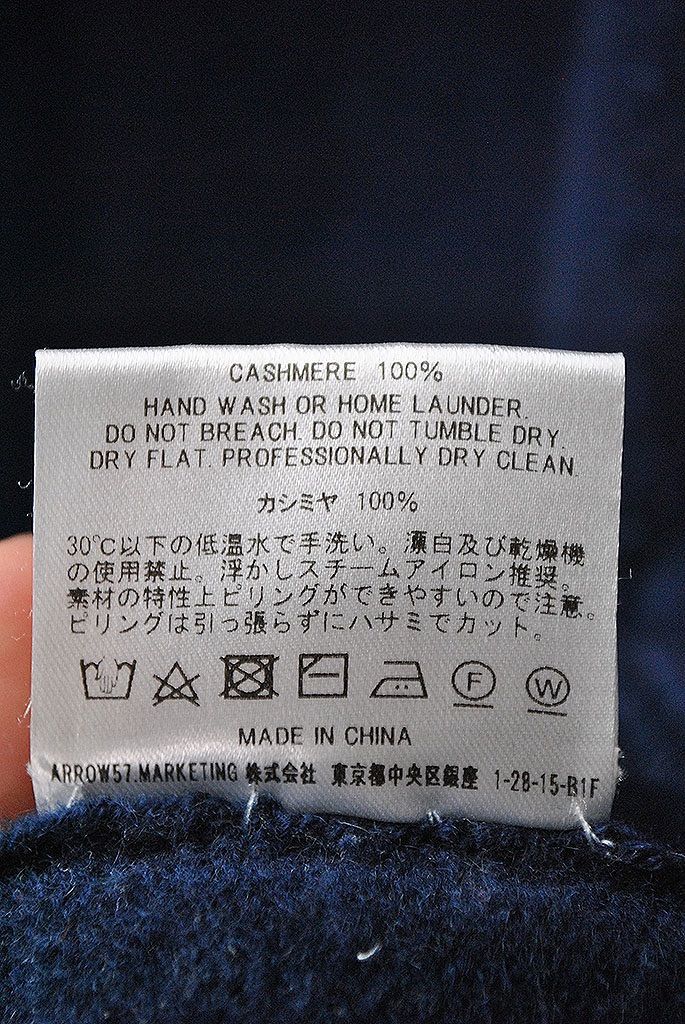 CASHMERE 100%
HAND WASH OR HOME LAUNDER.
DO NOT BREACH. DO NOT TUMBLE DRY.
DRY FLAT. PROFESSIONALLY DRY CLEAN.
カシミヤ 100%
30℃以下の低温水で手洗い。漂白及び乾燥機
の使用禁止。浮かしスチームアイロン推奨。
素材の特性上ピリングができやすいので注意。
ピリングは引っ張らずにハサミでカット。
F W
MADE IN CHINA
ARROW57.MARKETING 株式会社 東京都中央区銀座 1-28-15-B1F